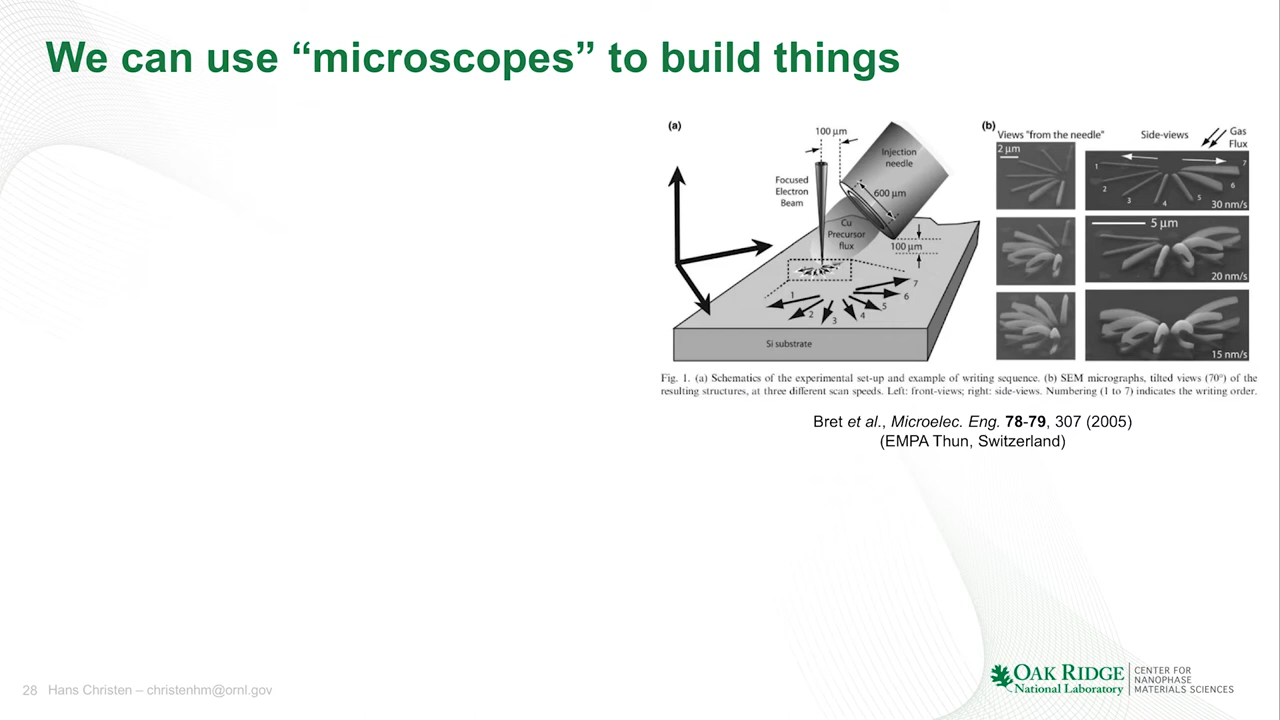 We can use “microscopes” to build things
(a)
100 µm
Injection
needle
Focused
Electron
Beam
600 µm
Cu
Precursor
flux
100 µm
1
2
3
4
5
6
7
Si substrate
(b)
Views "from the needle"
Side-views
Gas
Flux
2 µm
1
2
3
4
5
6
7
30 nm/s
5 µm
20 nm/s
15 nm/s
Fig. 1. (a) Schematics of the experimental set-up and example of writing sequence. (b) SEM micrographs, tilted views (70°) of the
resulting structures, at three different scan speeds. Left: front-views; right: side-views. Numbering (1 to 7) indicates the writing order.
Bret et al., Microelec. Eng. 78-79, 307 (2005)
(EMPA Thun, Switzerland)
28 Hans Christen – christenhm@ornl.gov
OAK RIDGE
National Laboratory
CENTER FOR
NANOPHASE
MATERIALS SCIENCES